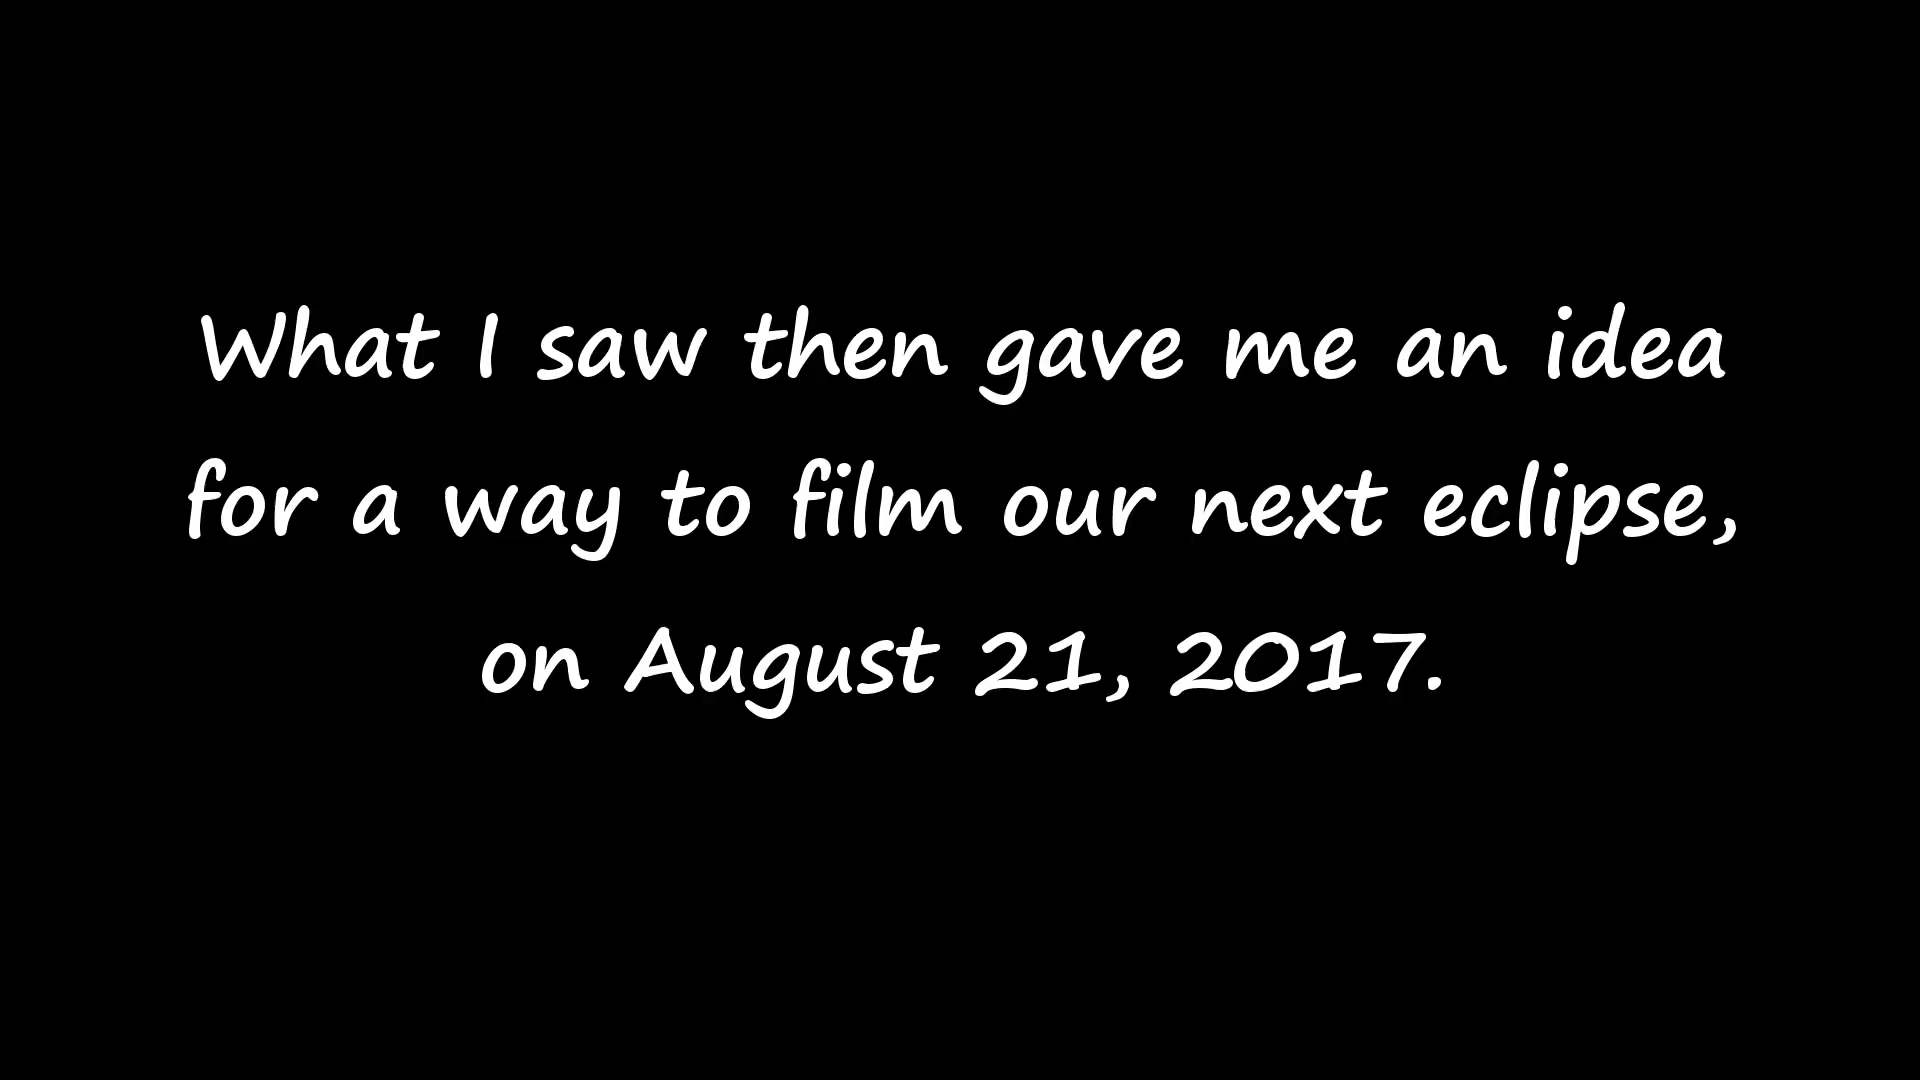 What I saw then gave me an idea
for a way to film our next eclipse,
on August 21, 2017.